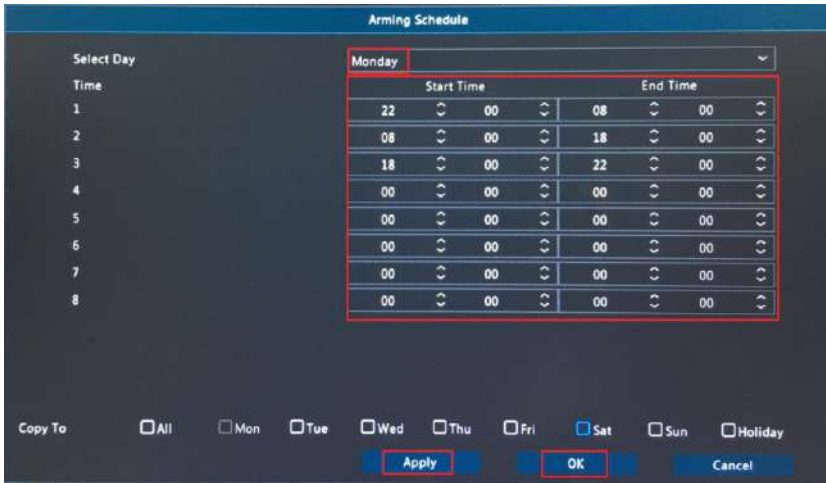 Arming Schedule
Select Day Monday
Time Start Time End Time
1 22 00 08 00
2 08 00 18 00
3 18 00 22 00
4 00 00 00 00
5 00 00 00 00
6 00 00 00 00
7 00 00 00 00
8 00 00 00 00
Copy To All Mon Tue Wed Thu Fri Sat Sun Holiday
Apply OK Cancel